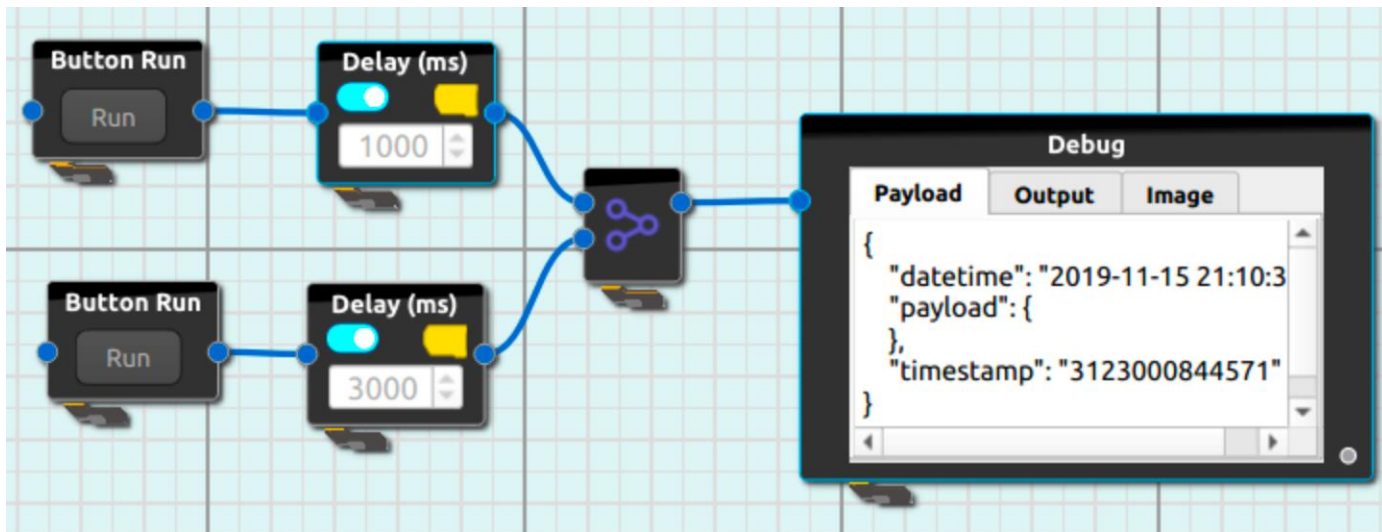 Button Run
Run
Delay (ms)
1000
Button Run
Run
Delay (ms)
3000
Debug
Payload Output Image
{
"datetime": "2019-11-15 21:10:3
"payload": {
},
"timestamp": "3123000844571"
}